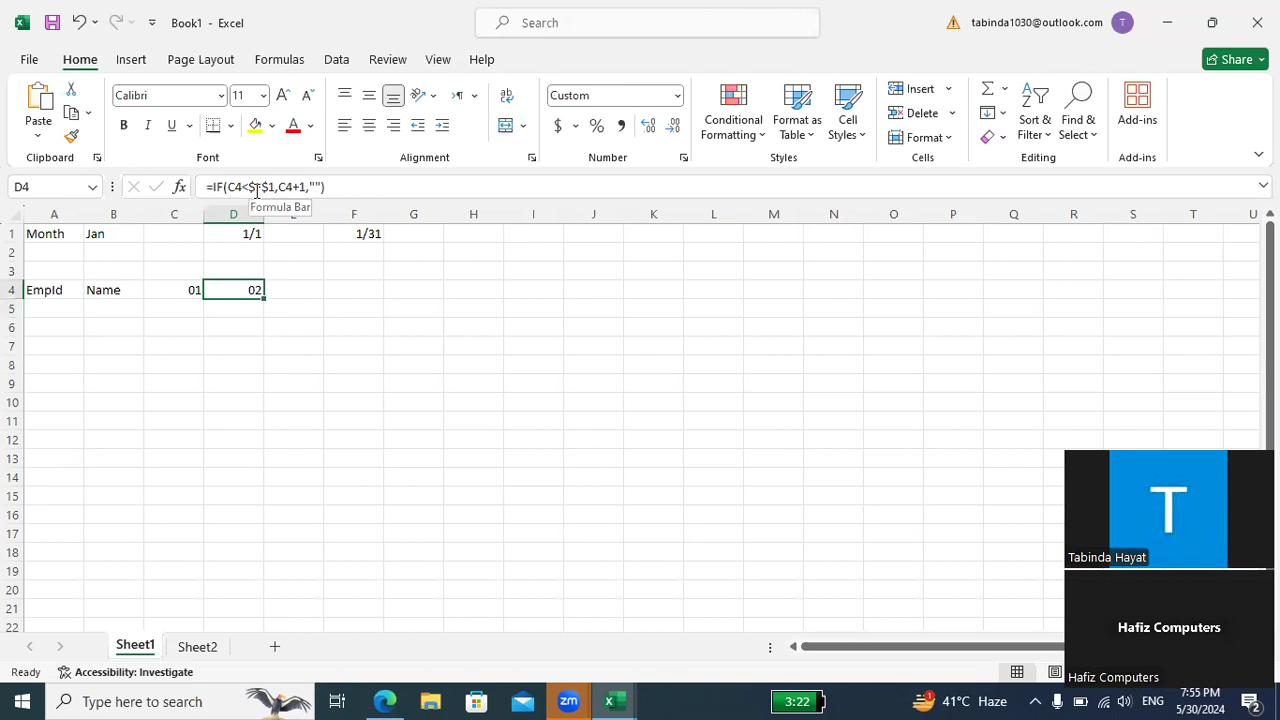 Book1 - Excel
Search
tabinda1030@outlook.com
T
File Home Insert Page Layout Formulas Data Review View Help
Share
Paste
Calibri
11
B I U
Custom
Conditional Formatting
Format as Table
Cell Styles
Insert
Delete
Format
Sort & Filter
Find & Select
Add-ins
Clipboard Font Alignment Number Styles Cells Editing Add-ins
D4
Formula Bar
A B C D F G H I J K L M N O P Q R S T U
1 Month Jan 1/1 1/31
2
3
4 EmpId Name 01 02
5
6
7
8
9
10
11
12
13
14
15
16
17
18
19
20
21
22
T
Tabinda Hayat
Hafiz Computers
Hafiz Computers
Sheet1 Sheet2
Ready Accessibility: Investigate
Type here to search
zm
3:22
1
41°C Haze
ENG
7:55 PM
5/30/2024
2